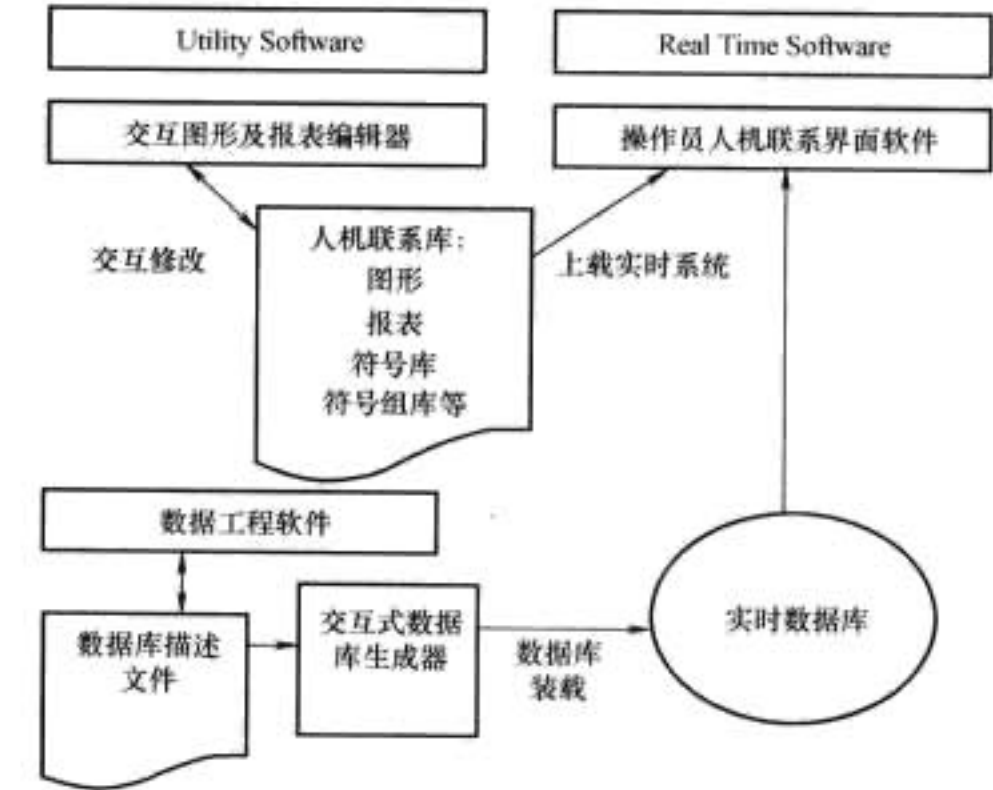 Utility Software
Real Time Software
交互图形及报表编辑器
操作员人机联系界面软件
交互修改
人机联系库:
图形
报表
符号库
符号组库等
上载实时系统
数据工程软件
数据库描述
文件
交互式数据
库生成器
数据库
装载
实时数据库